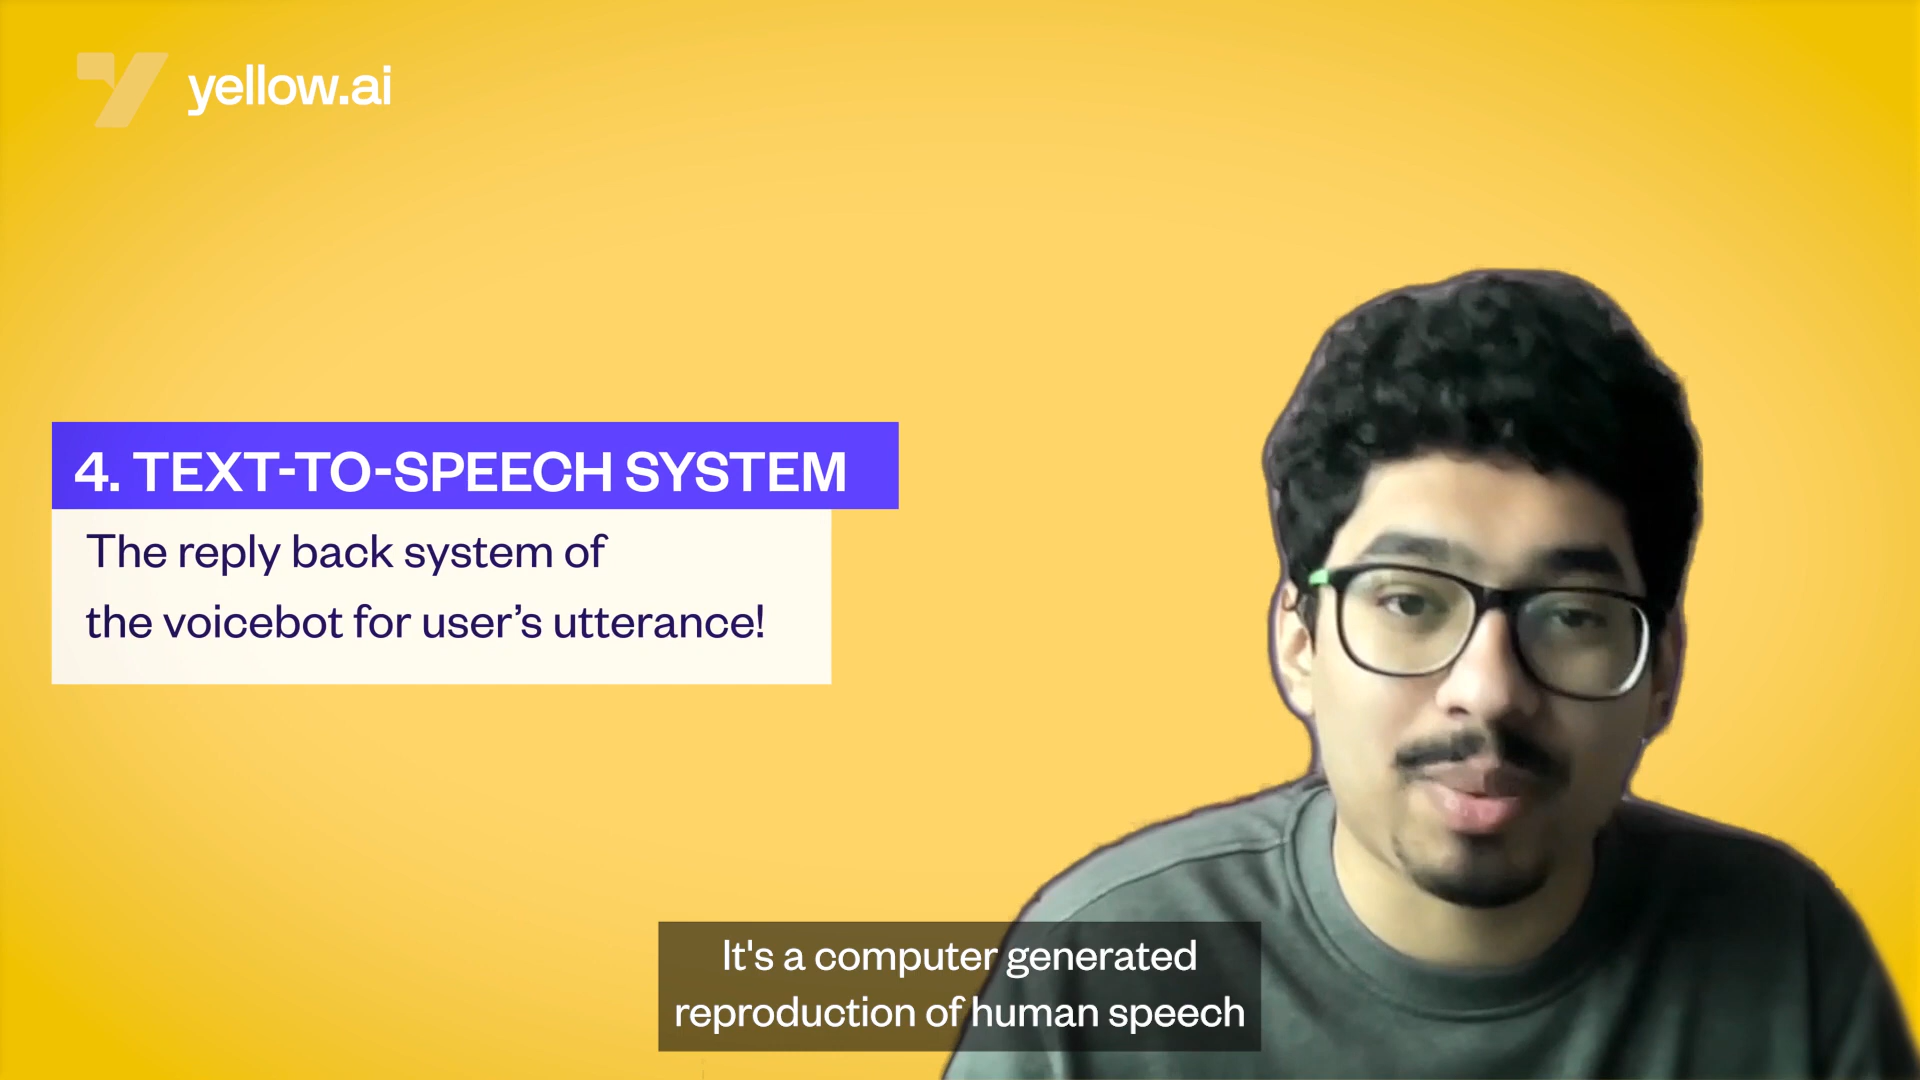 yellow.ai
4. TEXT-TO-SPEECH SYSTEM
The reply back system of
the voicebot for user’s utterance!
It's a computer generated
reproduction of human speech